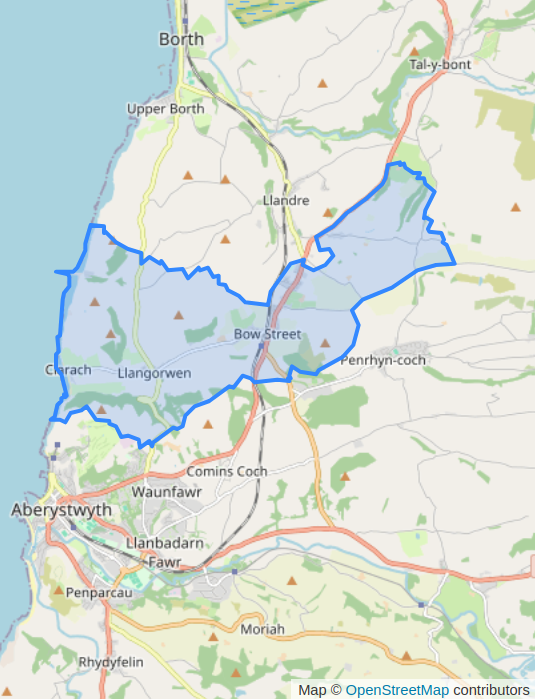 Borth
Tal-y-bont
Upper Borth
Llandre
Bow Street
Penrhyn-coch
Clarach
Llangorwen
Comins Coch
Waunfawr
Aberystwyth
Llanbadarn
Fawr
Penparcau
Moriah
Rhydyfelin
Map © OpenStreetMap contributors